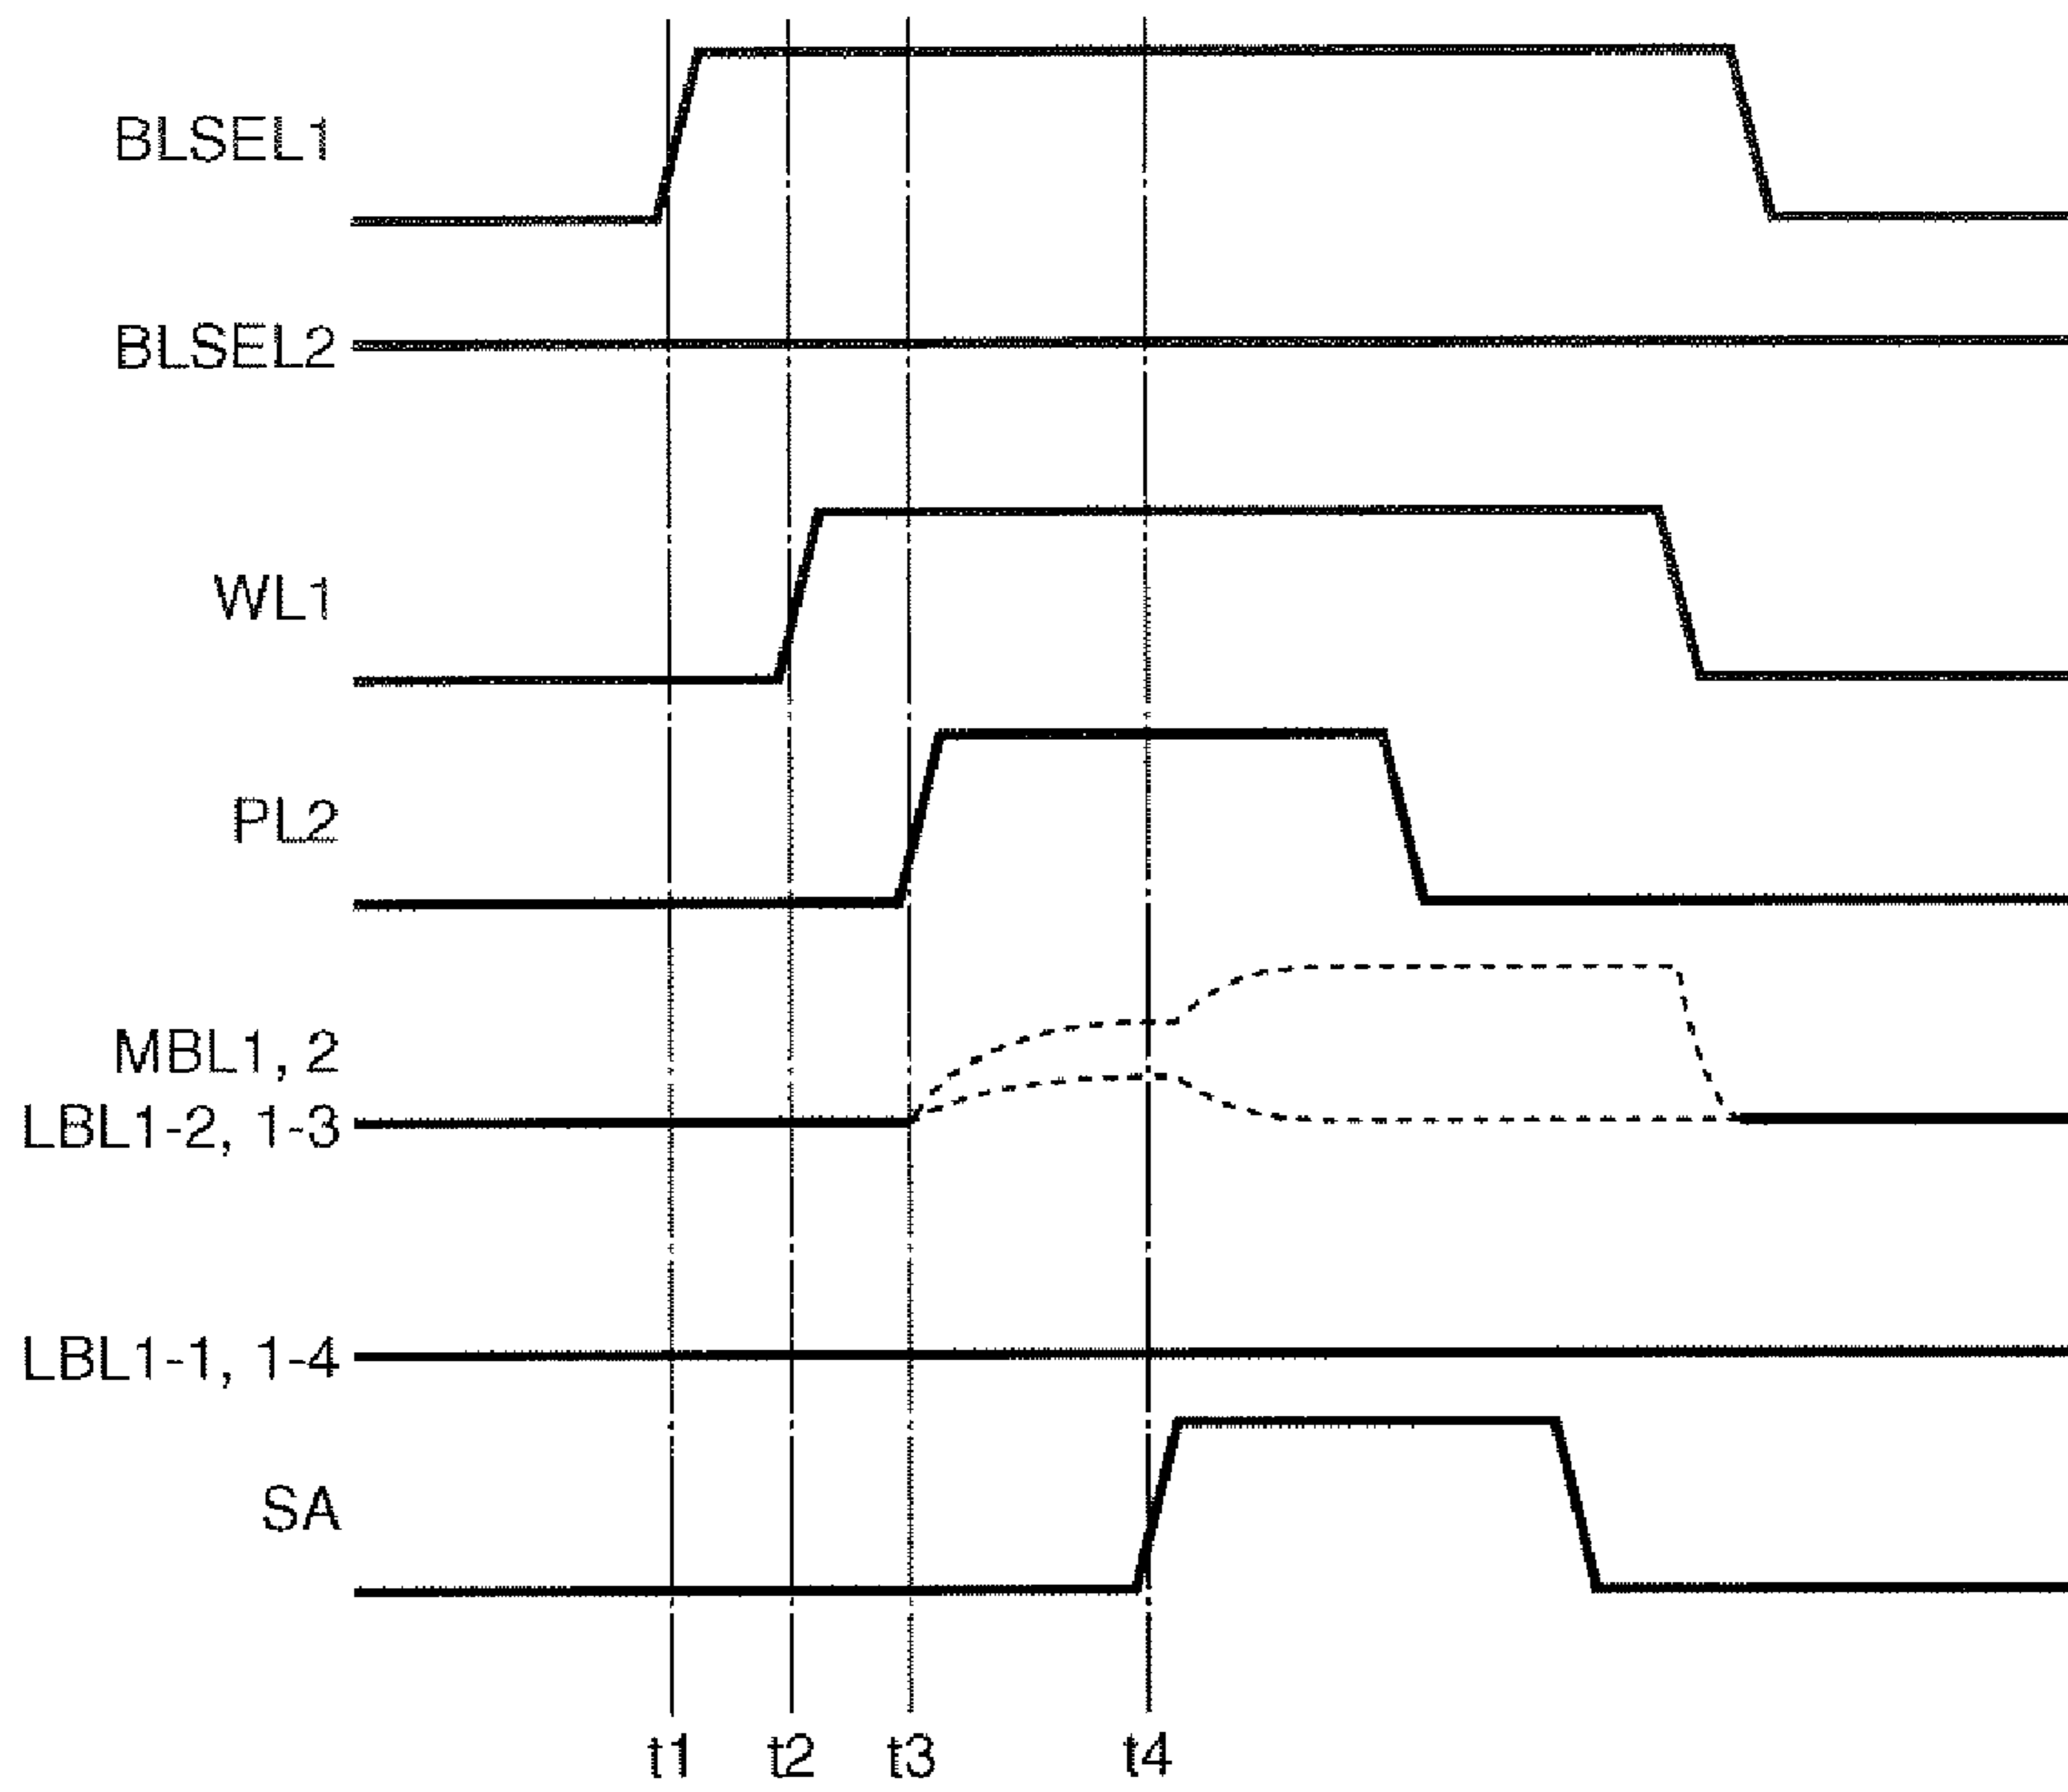 BLSEL1
BLSEL2
WL1
PL2
MBL1, 2
LBL1-2, 1-3
LBL1-1, 1-4
SA
t1 t2 t3 t4